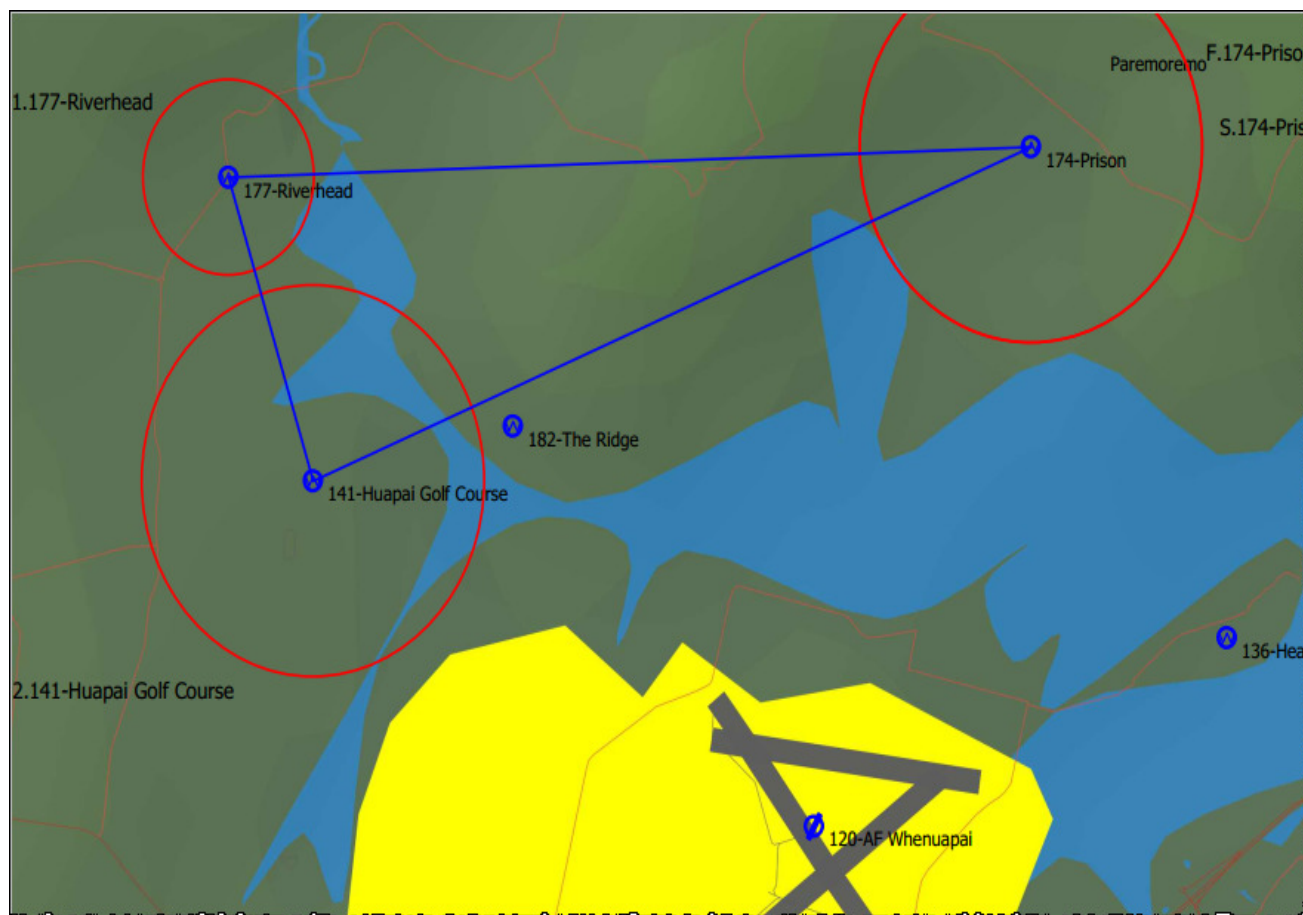 Paremoremo
F.174-Priso
1.177-Riverhead
S.174-Pris
174-Prison
177-Riverhead
182-The Ridge
141-Huapai Golf Course
136-Hea
2.141-Huapai Golf Course
120-AF Whenuapai